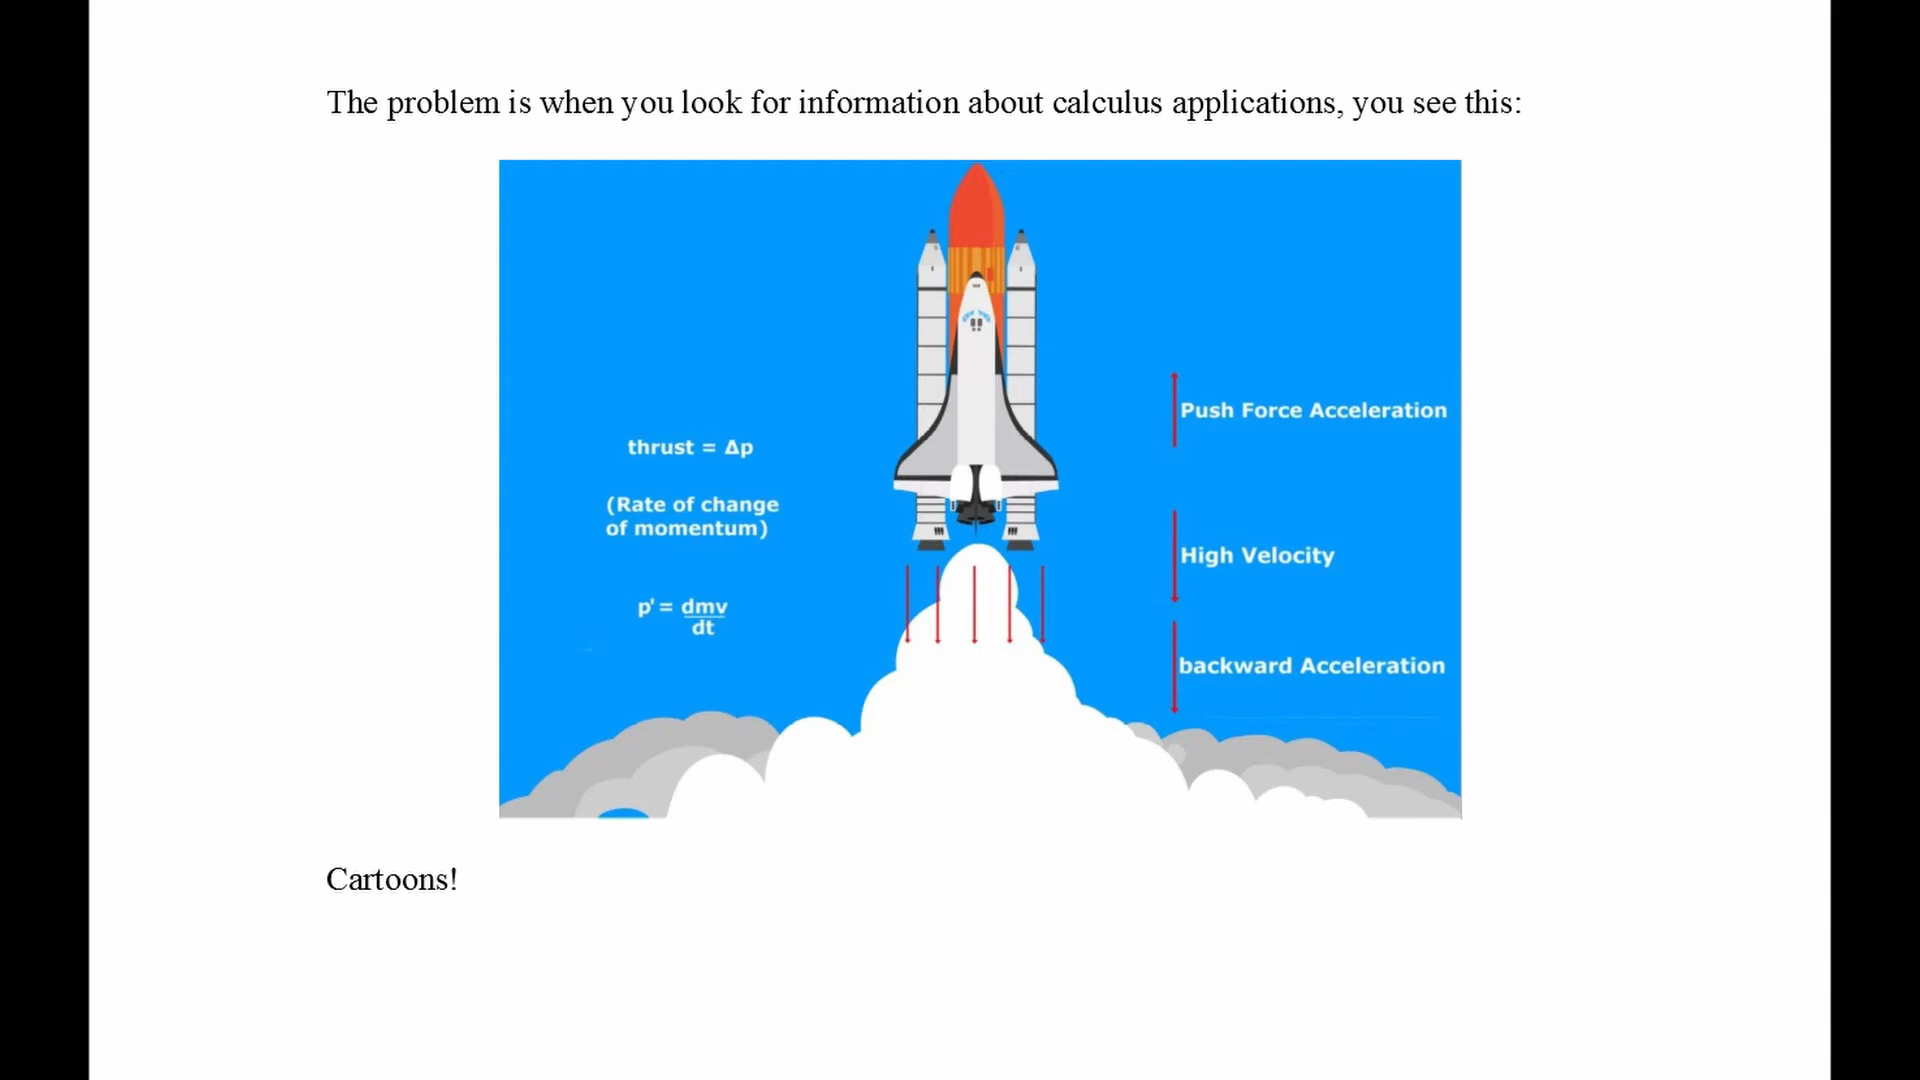 The problem is when you look for information about calculus applications, you see this:
Push Force Acceleration
thrust = Δp
(Rate of change
of momentum)
High Velocity
p' = dmv
dt
backward Acceleration
Cartoons!